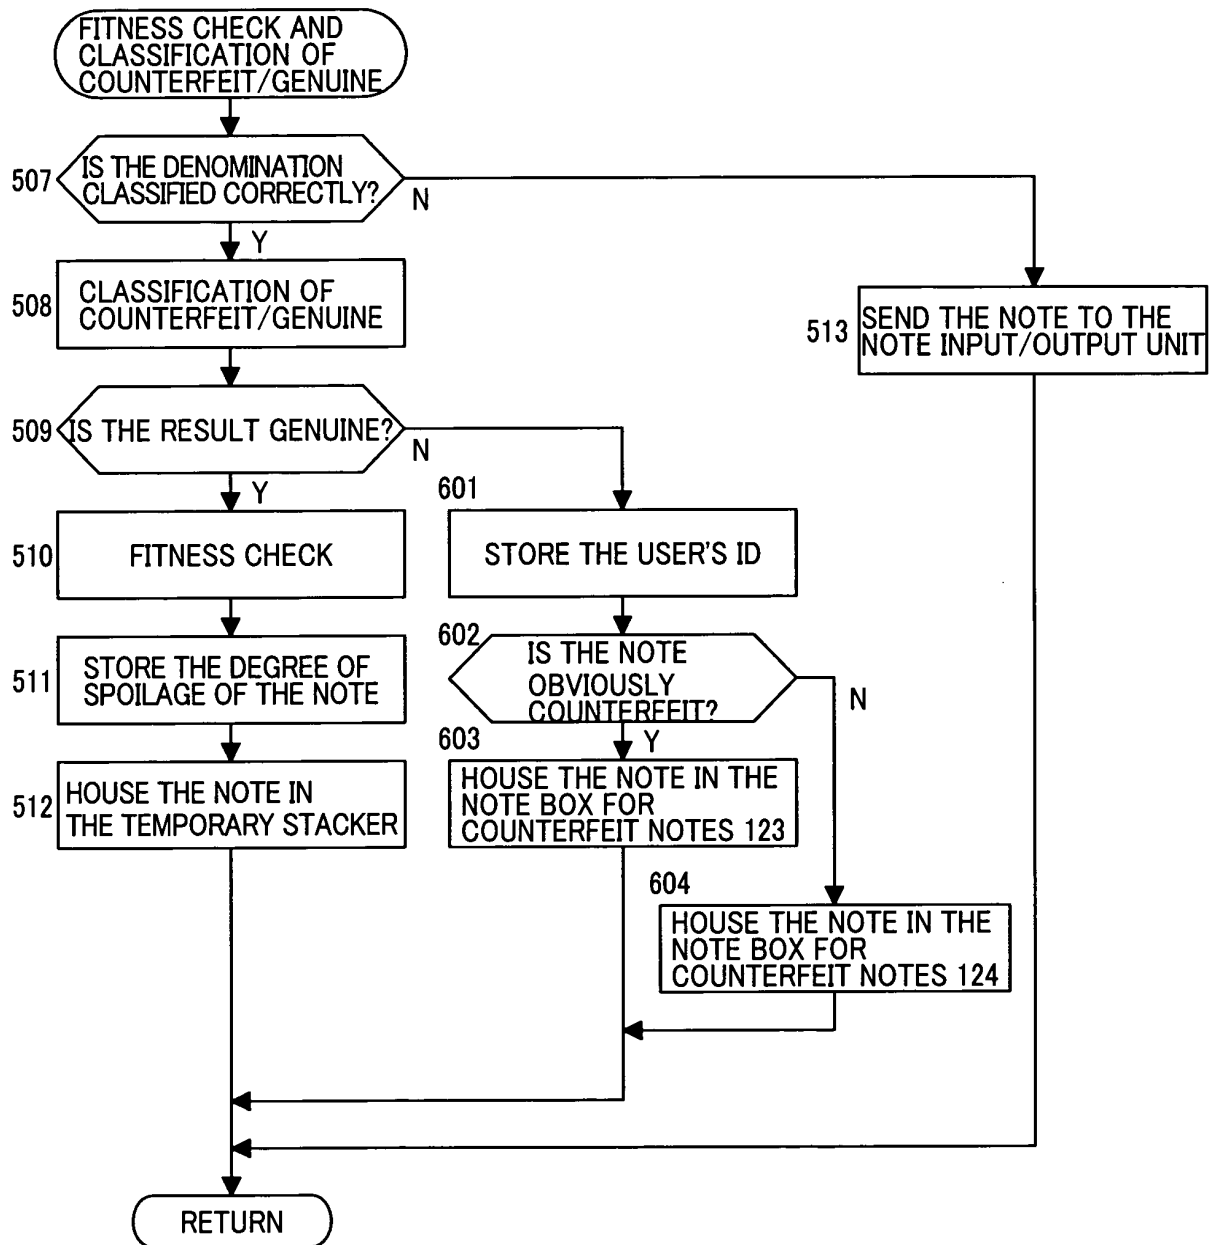 FITNESS CHECK AND
CLASSIFICATION OF
COUNTERFEIT/GENUINE
507
IS THE DENOMINATION
CLASSIFIED CORRECTLY?
N
Y
508
CLASSIFICATION OF
COUNTERFEIT/GENUINE
513
SEND THE NOTE TO THE
NOTE INPUT/OUTPUT UNIT
509
IS THE RESULT GENUINE?
N
Y
601
STORE THE USER'S ID
510
FITNESS CHECK
602
IS THE NOTE
OBVIOUSLY
COUNTERFEIT?
N
Y
511
STORE THE DEGREE OF
SPOILAGE OF THE NOTE
603
HOUSE THE NOTE IN THE
NOTE BOX FOR
COUNTERFEIT NOTES 123
512
HOUSE THE NOTE IN
THE TEMPORARY STACKER
604
HOUSE THE NOTE IN THE
NOTE BOX FOR
COUNTERFEIT NOTES 124
RETURN